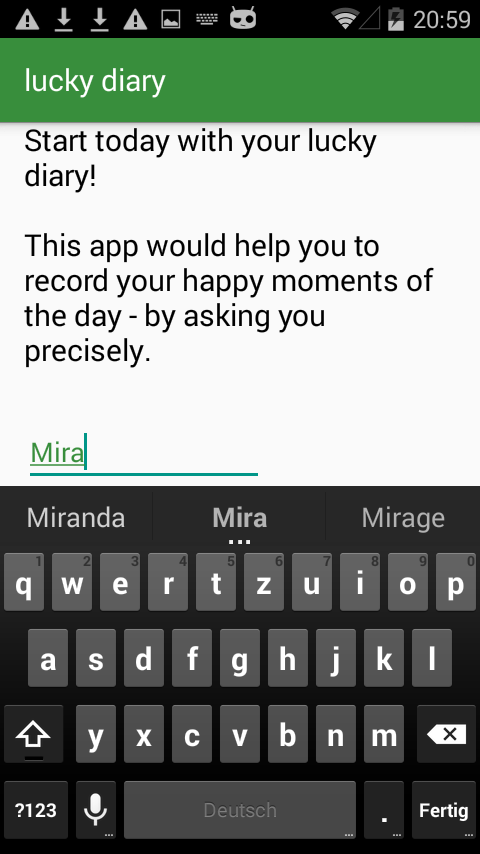 20:59
lucky diary
Start today with your lucky
diary!
This app would help you to
record your happy moments of
the day - by asking you
precisely.
Mira
Miranda Mira Mirage
1 2 3 4 5 6 7 8 9 0
q w e r t z u i o p
a s d f g h j k l
y x c v b n m
?123 Deutsch . Fertig